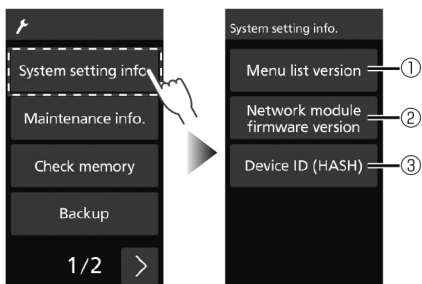 System setting info.
Maintenance info.
Check memory
Backup
1/2 >
System setting info.
Menu list version
①
Network module
firmware version
②
Device ID (HASH)
③